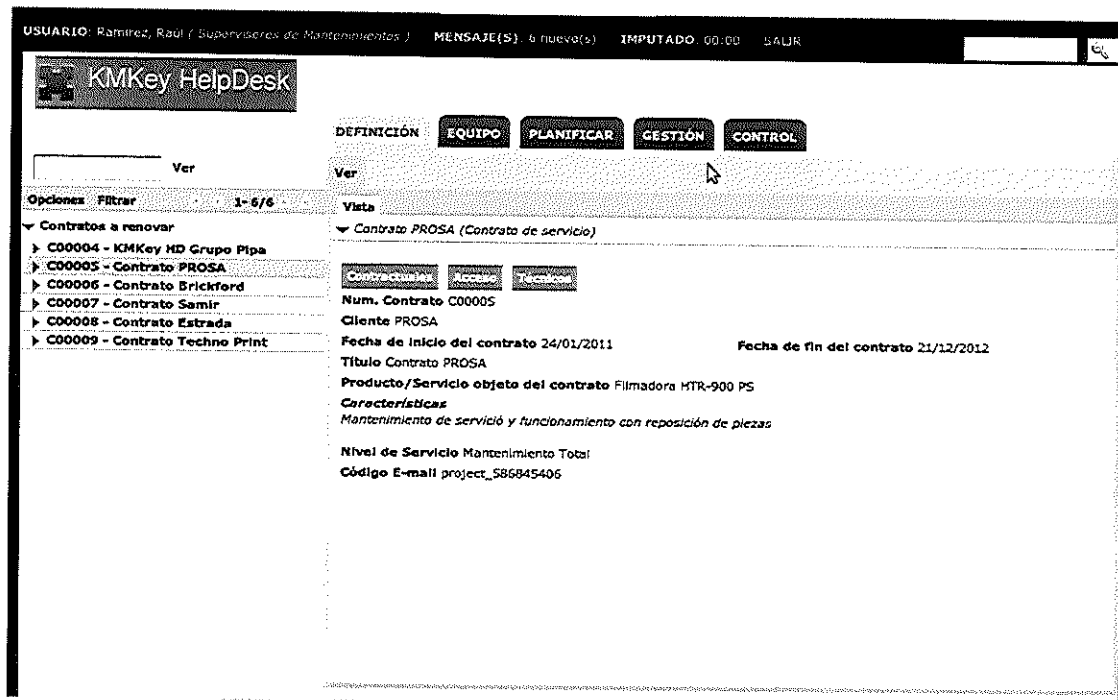 USUARIO: Ramirez, Raúl ( Supervisores de Mantenimientos ) MENSAJE(S). 6 nuevo(s) IMPUTADO. 00:00 SALIR
KMKey HelpDesk
DEFINICIÓN EQUIPO PLANIFICAR GESTIÓN CONTROL
Ver
Ver
Opciones Filtrar 1-6/6
Vista
Contratos a renovar
Contrato PROSA (Contrato de servicio)
C00004 - KMKey HD Grupo Pipa
C00005 - Contrato PROSA
C00006 - Contrato Brickford
C00007 - Contrato Samir
C00008 - Contrato Estrada
C00009 - Contrato Techno Print
Contractuales Acceso Tecnicos
Num. Contrato C00005
Cliente PROSA
Fecha de inicio del contrato 24/01/2011 Fecha de fin del contrato 21/12/2012
Título Contrato PROSA
Producto/Servicio objeto del contrato Filmadora MTR-900 PS
Características
Mantenimiento de servició y funcionamiento con reposición de piezas
Nivel de Servicio Mantenimiento Total
Código E-mail project_586845406